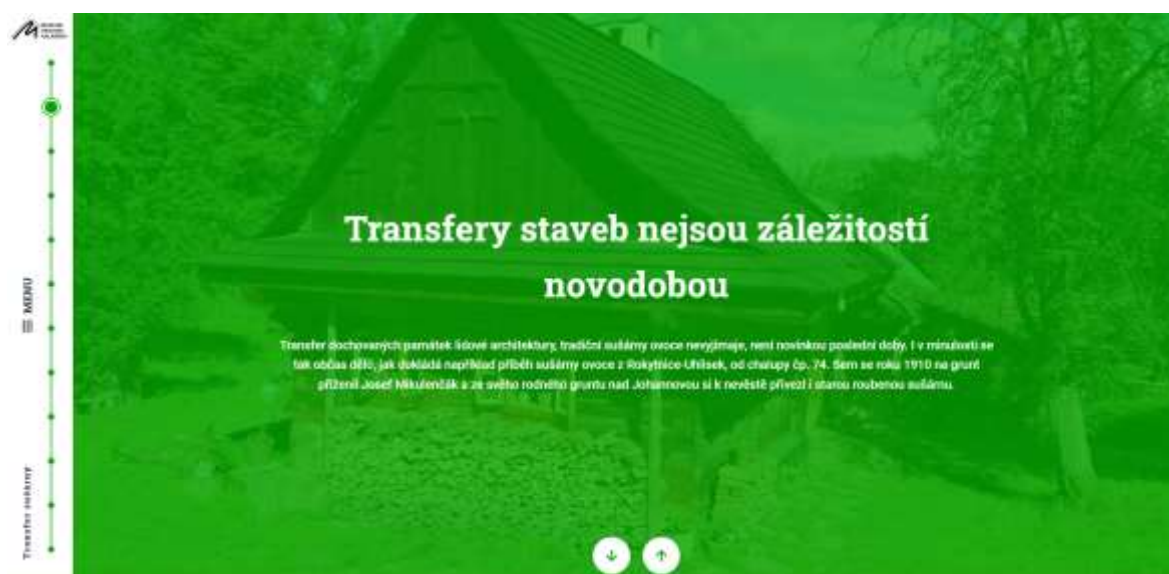 MENU
Transfer sušárny
Transfery staveb nejsou záležitostí
novodobou
Transfer dochovaných památek lidové architektury, tradiční sušárny ovoce nevyjímaje, není novinkou poslední doby. I v minulosti se
tak občas dělo, jak dokládá například příběh sušárny ovoce z Rokytnice-Uhlisek, od chalupy čp. 74. Sem se roku 1910 na grunt
přiženil Josef Mikulenčák a ze svého rodného gruntu nad Johannovou si k nevěstě přivezl i starou roubenou sušárnu.